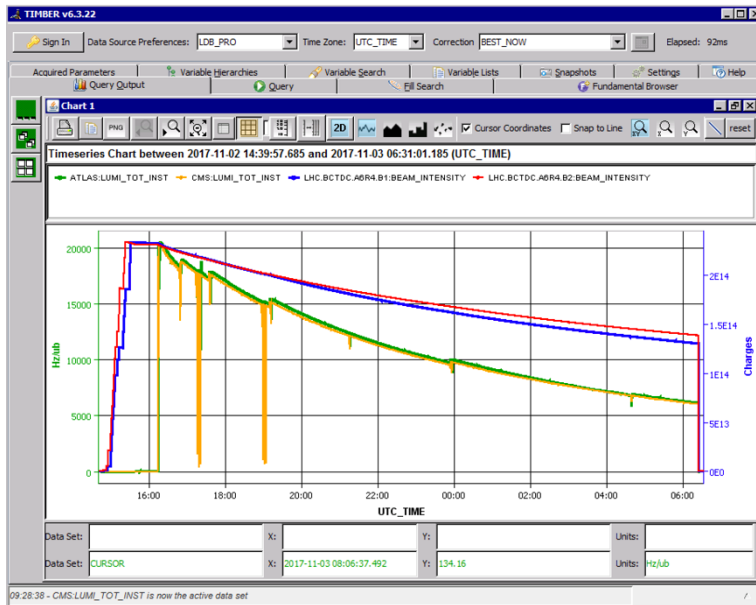 TIMBER v6.3.22
Sign In Data Source Preferences: LDB_PRO Time Zone: UTC_TIME Correction BEST_NOW Elapsed: 92ms
Acquired Parameters Variable Hierarchies Variable Search Variable Lists Snapshots Settings Help
Query Output Query Fill Search Fundamental Browser
Chart 1
PNG 2D Cursor Coordinates Snap to Line XY X Y reset
Timeseries Chart between 2017-11-02 14:39:57.685 and 2017-11-03 06:31:01.185 (UTC_TIME)
ATLAS:LUMI_TOT_INST CMS:LUMI_TOT_INST LHC.BCTDC.A6R4.B1:BEAM_INTENSITY LHC.BCTDC.A6R4.B2:BEAM_INTENSITY
20000
15000
10000
5000
0
Hz/ub
2E14
1.5E14
1E14
5E13
0E0
Charges
16:00 18:00 20:00 22:00 00:00 02:00 04:00 06:00
UTC_TIME
Data Set: X: Y: Units:
Data Set: CURSOR X: 2017-11-03 08:06:37.492 Y: 134.16 Units: Hz/ub
09:28:38 - CMS:LUMI_TOT_INST is now the active data set